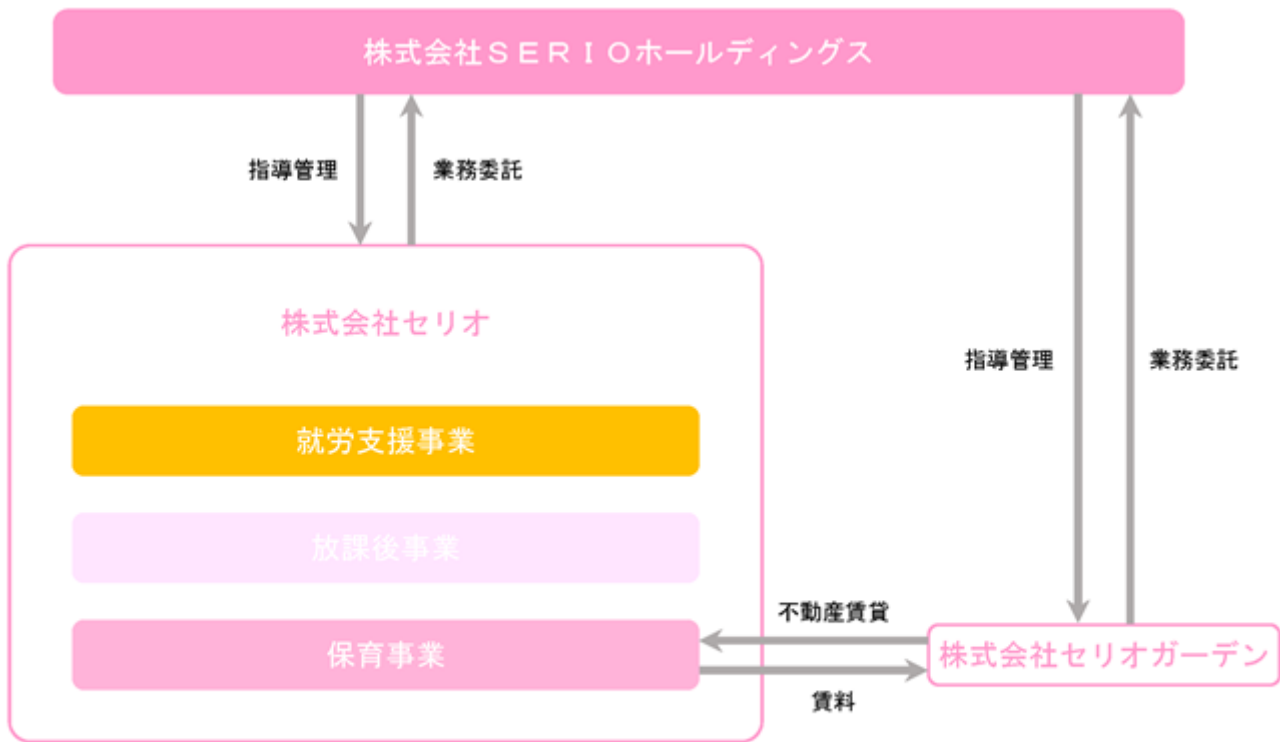 株式会社ＳＥＲＩＯホールディングス
指導管理
業務委託
株式会社セリオ
指導管理
業務委託
就労支援事業
放課後事業
不動産賃貸
保育事業
株式会社セリオガーデン
賃料